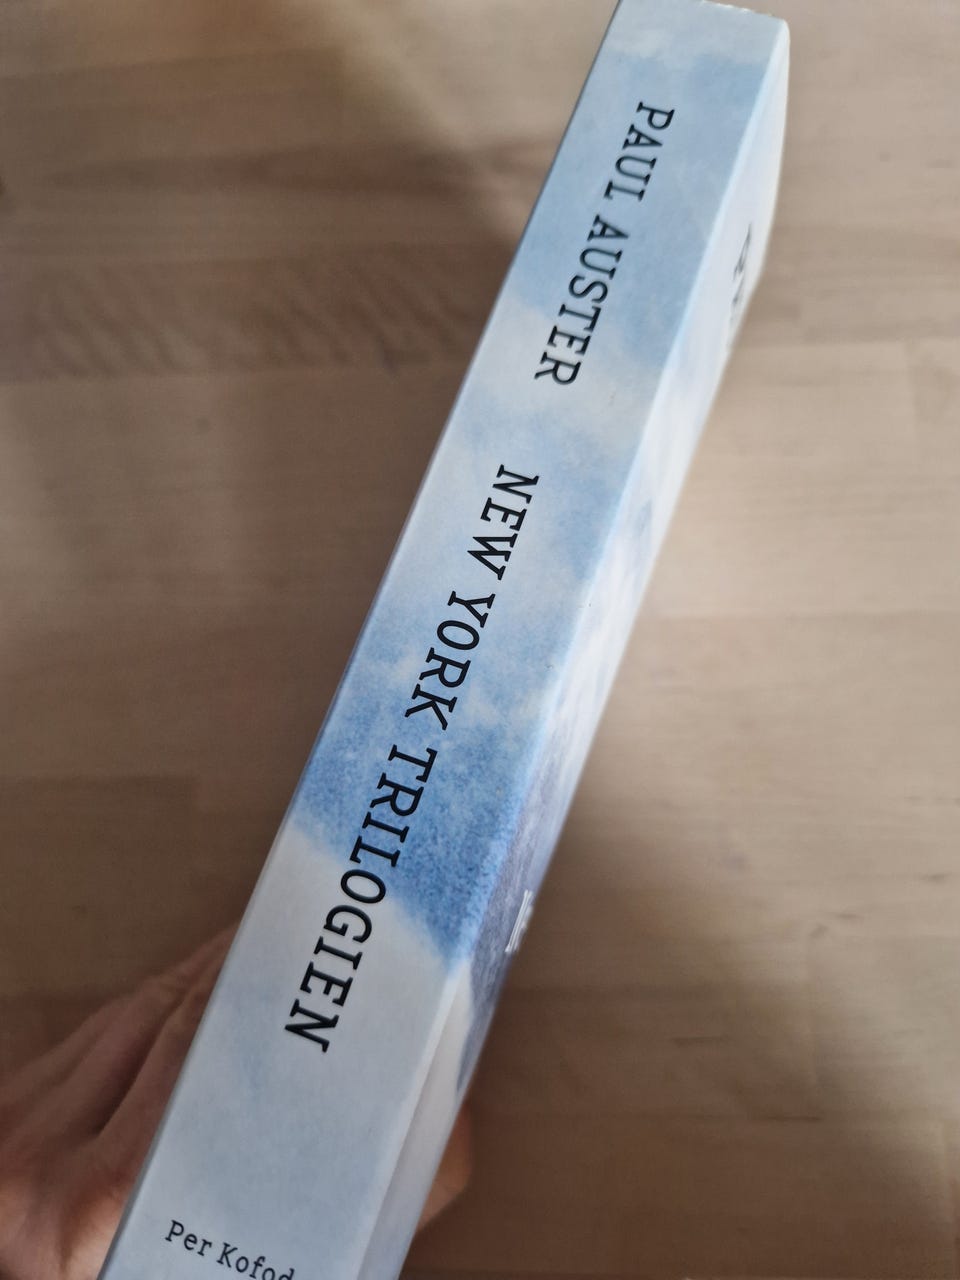 PAUL AUSTER
NEW YORK TRILOGIEN
Per Kofod